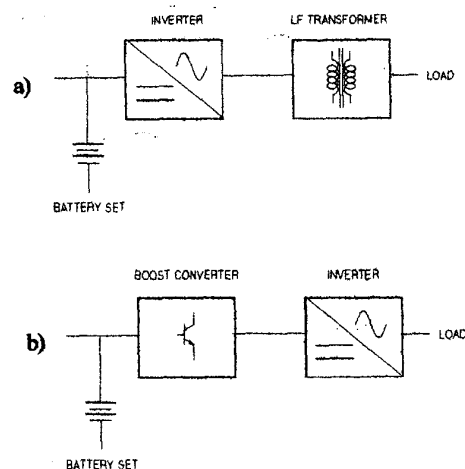 INVERTER
LF TRANSFORMER
a)
LOAD
BATTERY SET
BOOST CONVERTER
INVERTER
b)
LOAD
BATTERY SET